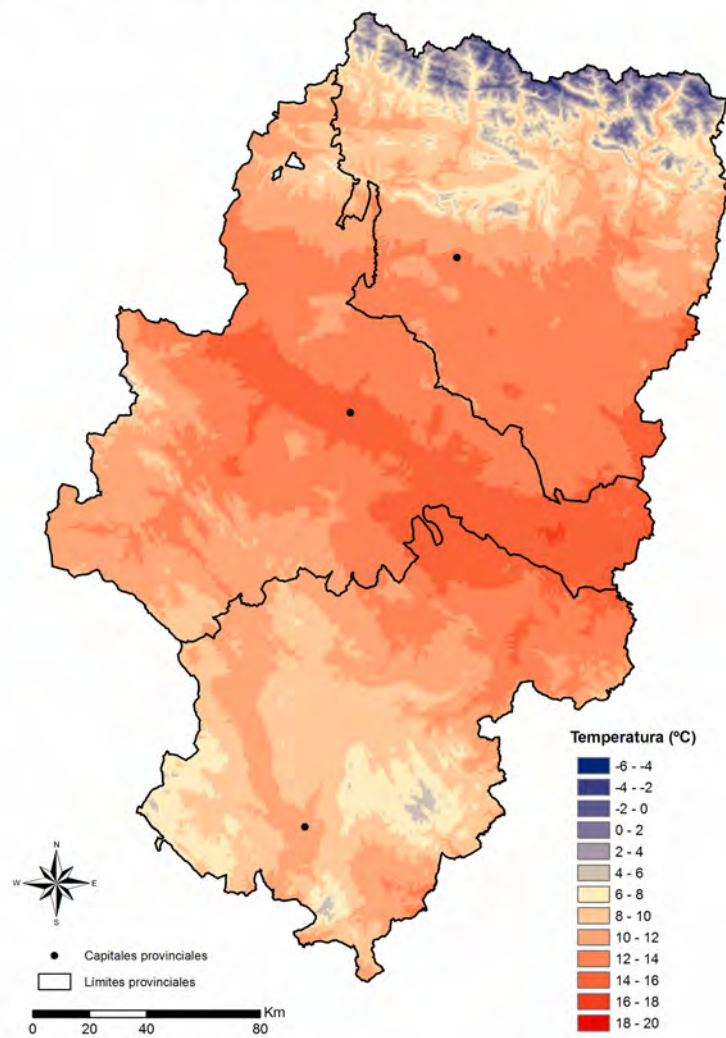 Temperatura (ºC)
-6 - -4
-4 - -2
-2 - 0
0 - 2
2 - 4
4 - 6
6 - 8
8 - 10
10 - 12
12 - 14
14 - 16
16 - 18
18 - 20
N
W E
S
Capitales provinciales
Límites provinciales
Km
0 20 40 80